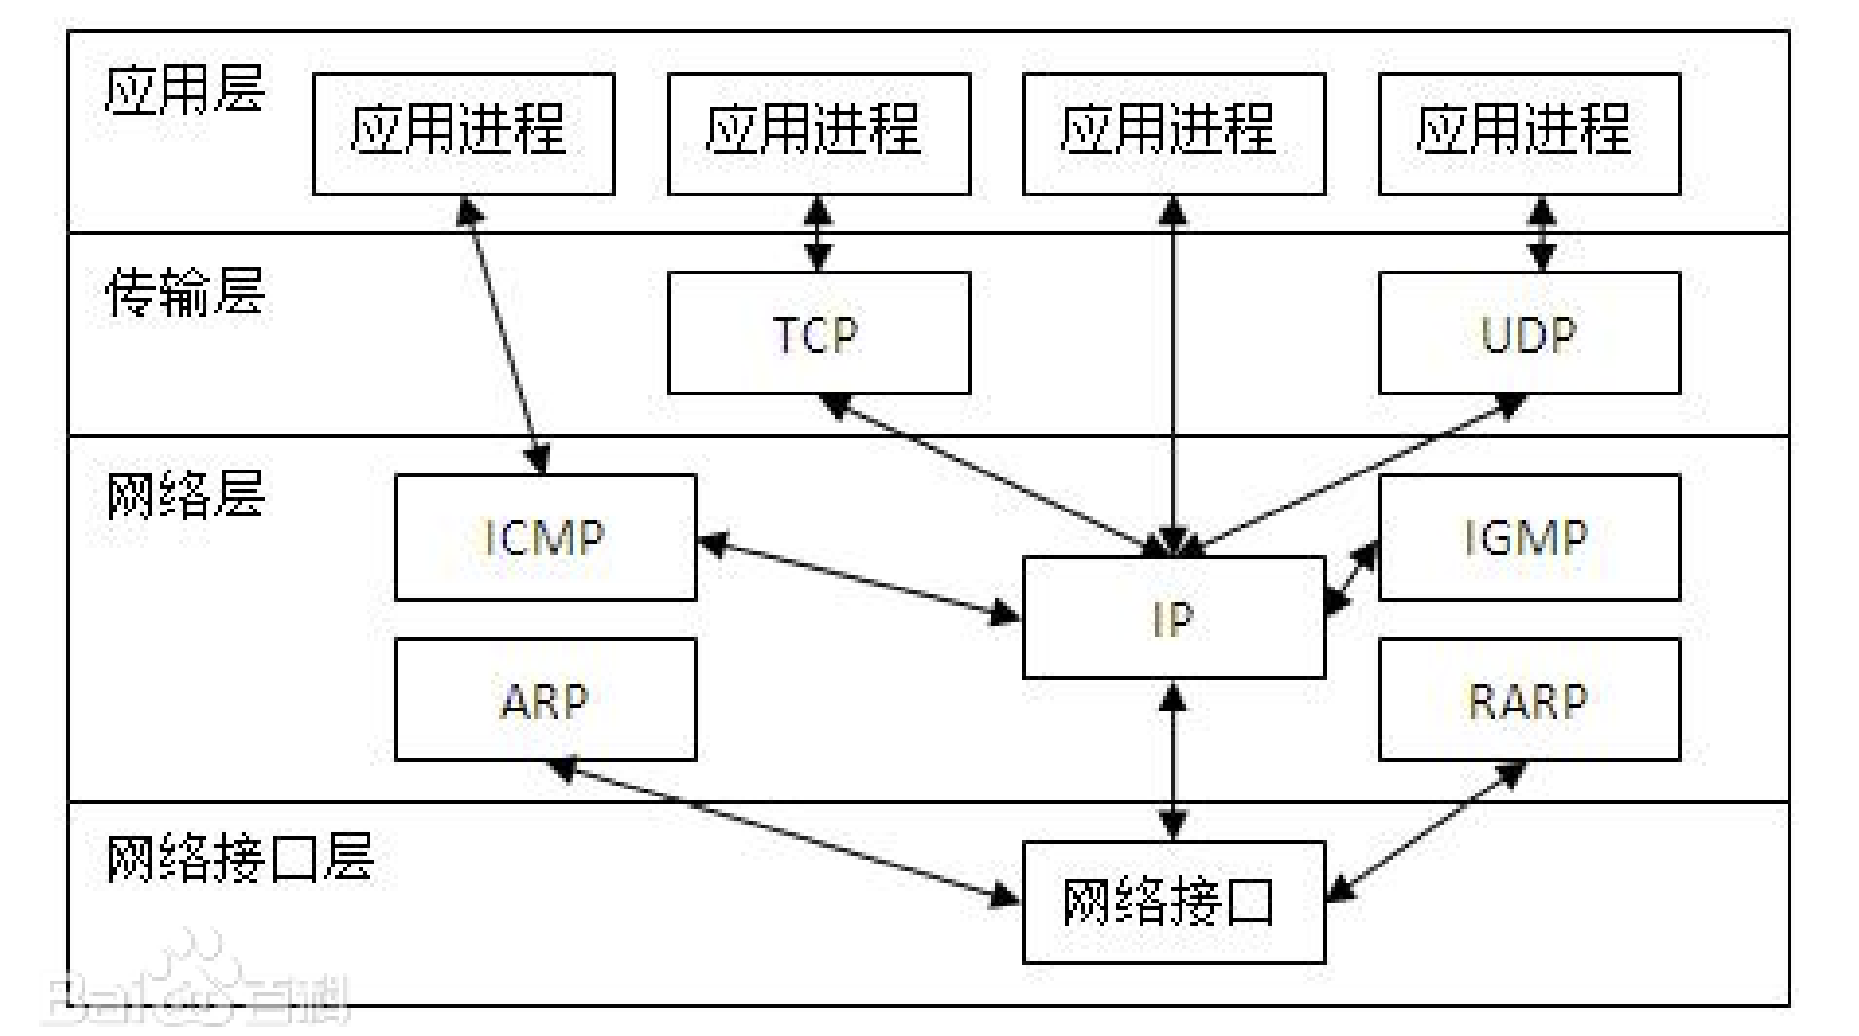 应用层
应用进程 应用进程 应用进程 应用进程
传输层
TCP UDP
网络层
ICMP IP IGMP
ARP RARP
网络接口层
网络接口
Bai 百科